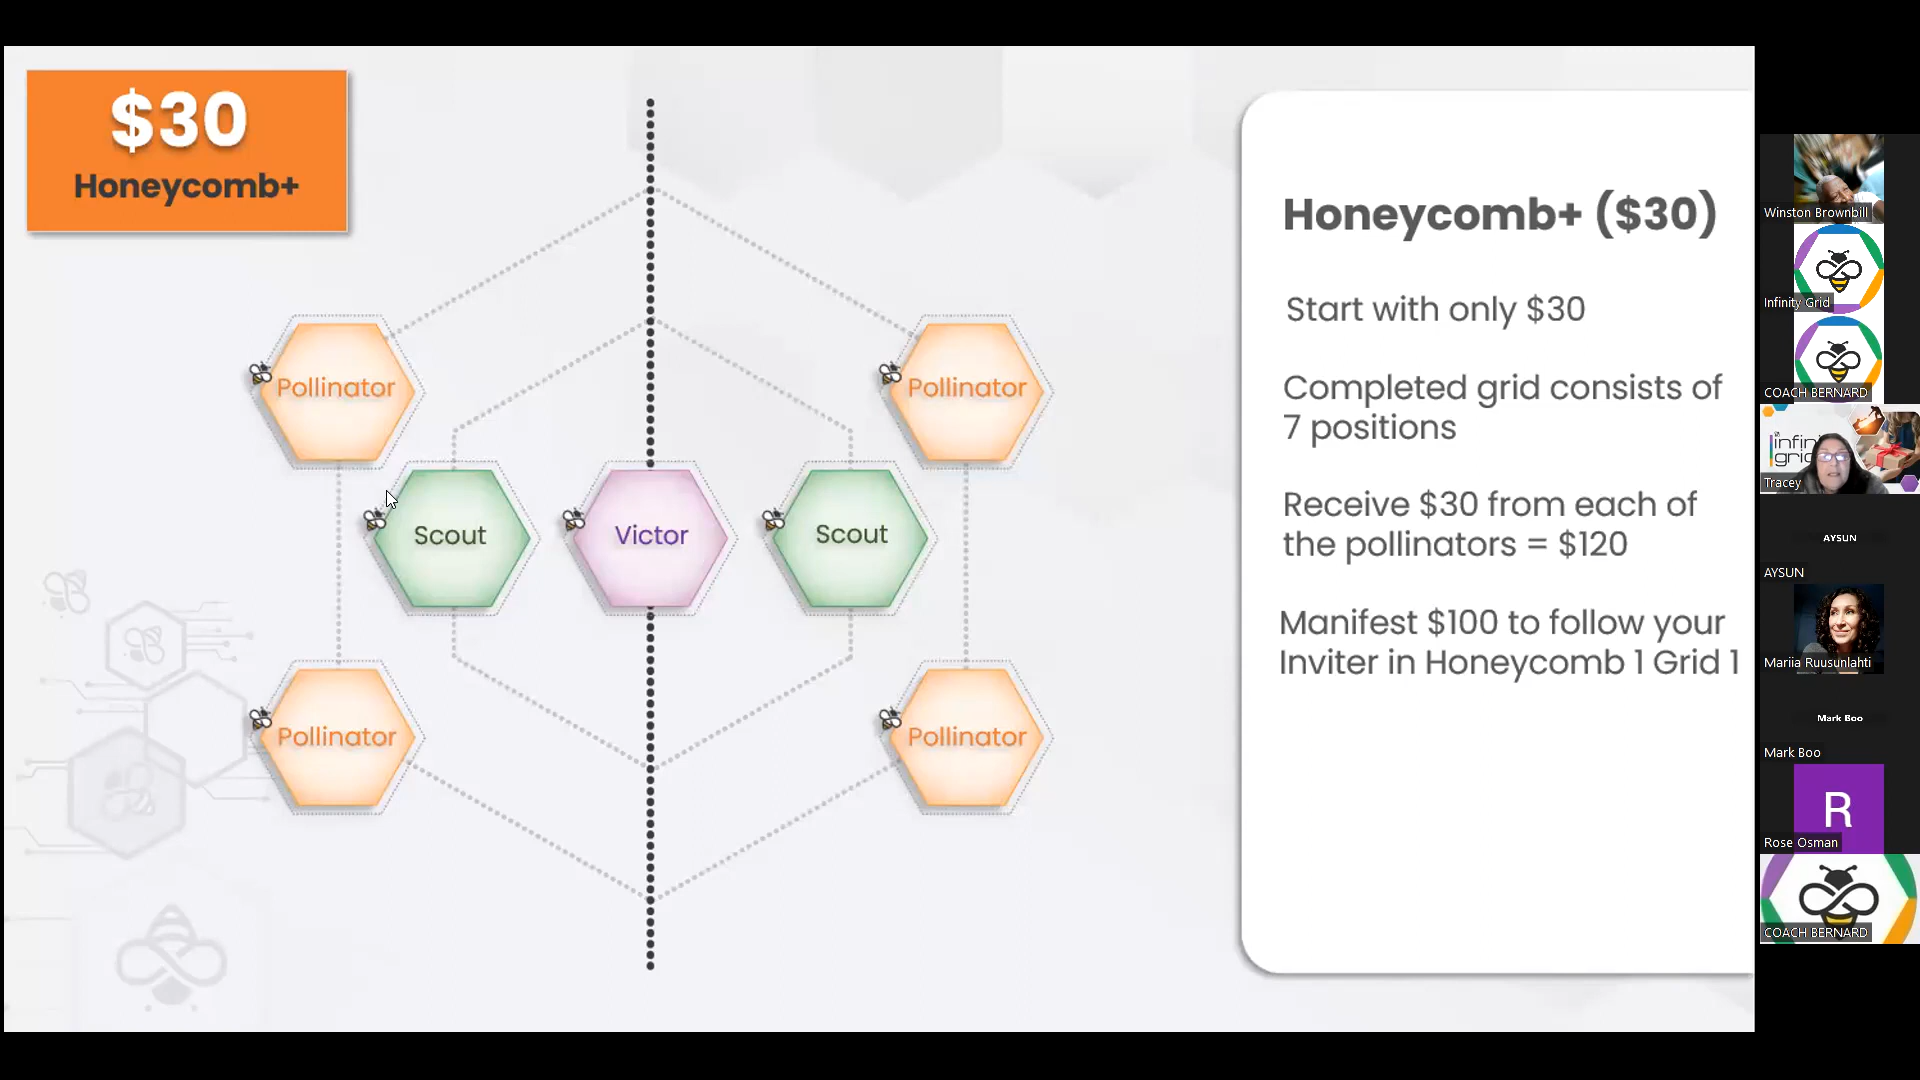 $30
Honeycomb+
Pollinator
Pollinator
Scout
Victor
Scout
Pollinator
Pollinator
Honeycomb+ ($30)
Start with only $30
Completed grid consists of
7 positions
Receive $30 from each of
the pollinators = $120
Manifest $100 to follow your
Inviter in Honeycomb 1 Grid 1
Winston Brownbill
Infinity Grid
COACH BERNARD
Tracey
AYSUN
AYSUN
Mariia Ruusunlahti
Mark Boo
Mark Boo
R
Rose Osman
COACH BERNARD